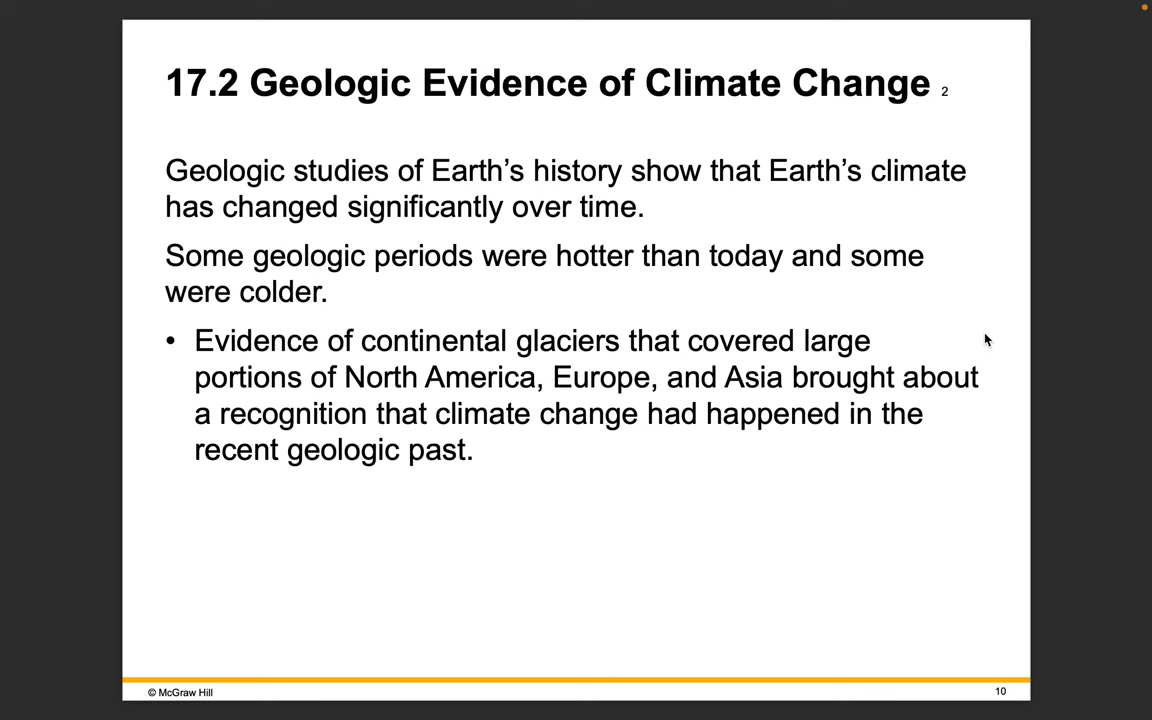 17.2 Geologic Evidence of Climate Change 2
Geologic studies of Earth’s history show that Earth’s climate
has changed significantly over time.
Some geologic periods were hotter than today and some
were colder.
• Evidence of continental glaciers that covered large
portions of North America, Europe, and Asia brought about
a recognition that climate change had happened in the
recent geologic past.
© McGraw Hill
10